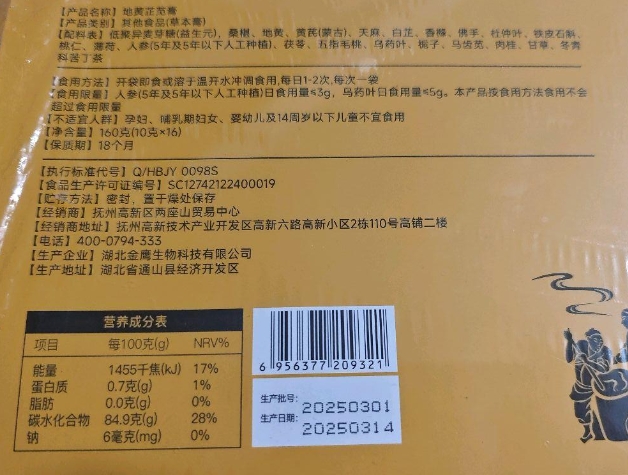 【产品名称】地黄芷芫膏
【产品类别】其他食品(草本膏)
【配料表】低聚异麦芽糖(益生元)、桑椹、地黄、黄芪(蒙古)、天麻、白芷、香橼、佛手、杜仲叶、铁皮石斛、
桃仁、薄荷、人参(5年及5年以下人工种植)、茯苓、五指毛桃、乌药叶、栀子、马齿苋、肉桂、甘草、冬青
科苦丁茶
【食用方法】开袋即食或溶于温开水冲调食用,每日1-2次,每次一袋
【食用限量】人参(5年及5年以下人工种植)日食用量≤3g，乌药叶日食用量≤5g。本产品按食用方法食用不会
超过食用限量
【不适宜人群】孕妇、哺乳期妇女、婴幼儿及14周岁以下儿童不宜食用
【净含量】160克(10克×16)
【保质期】18个月
【执行标准代号】Q/HBJY 0098S
【食品生产许可证编号】SC12742122400019
【贮存方法】密封，置干燥处保存
【经销商】抚州高新区两座山贸易中心
【经销商地址】抚州高新技术产业开发区高新六路高新小区2栋110号高铺二楼
【电话】400-0794-333
【生产企业】湖北金鹰生物科技有限公司
【生产地址】湖北省通山县经济开发区
营养成分表
项目 每100克(g) NRV%
能量 1455千焦(kJ) 17%
蛋白质 0.7克(g) 1%
脂肪 0.0克(g) 0%
碳水化合物 84.9克(g) 28%
钠 6毫克(mg) 0%
6 956377 209321
生产批号: 20250301
生产日期: 20250314